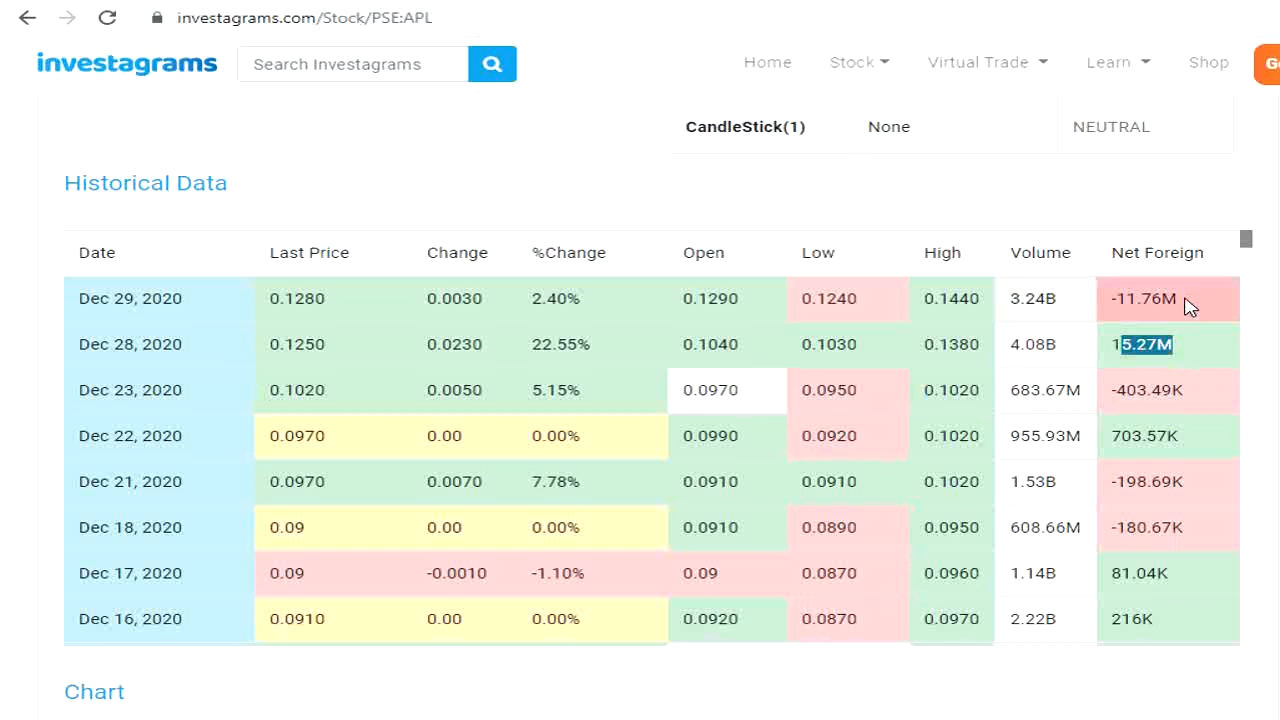 investagrams.com/Stock/PSE:APL
investagrams Search Investagrams Home Stock Virtual Trade Learn Shop
CandleStick(1) None NEUTRAL
Historical Data
Date Last Price Change %Change Open Low High Volume Net Foreign
Dec 29, 2020 0.1280 0.0030 2.40% 0.1290 0.1240 0.1440 3.24B -11.76M
Dec 28, 2020 0.1250 0.0230 22.55% 0.1040 0.1030 0.1380 4.08B 15.27M
Dec 23, 2020 0.1020 0.0050 5.15% 0.0970 0.0950 0.1020 683.67M -403.49K
Dec 22, 2020 0.0970 0.00 0.00% 0.0990 0.0920 0.1020 955.93M 703.57K
Dec 21, 2020 0.0970 0.0070 7.78% 0.0910 0.0910 0.1020 1.53B -198.69K
Dec 18, 2020 0.09 0.00 0.00% 0.0910 0.0890 0.0950 608.66M -180.67K
Dec 17, 2020 0.09 -0.0010 -1.10% 0.09 0.0870 0.0960 1.14B 81.04K
Dec 16, 2020 0.0910 0.00 0.00% 0.0920 0.0870 0.0970 2.22B 216K
Chart